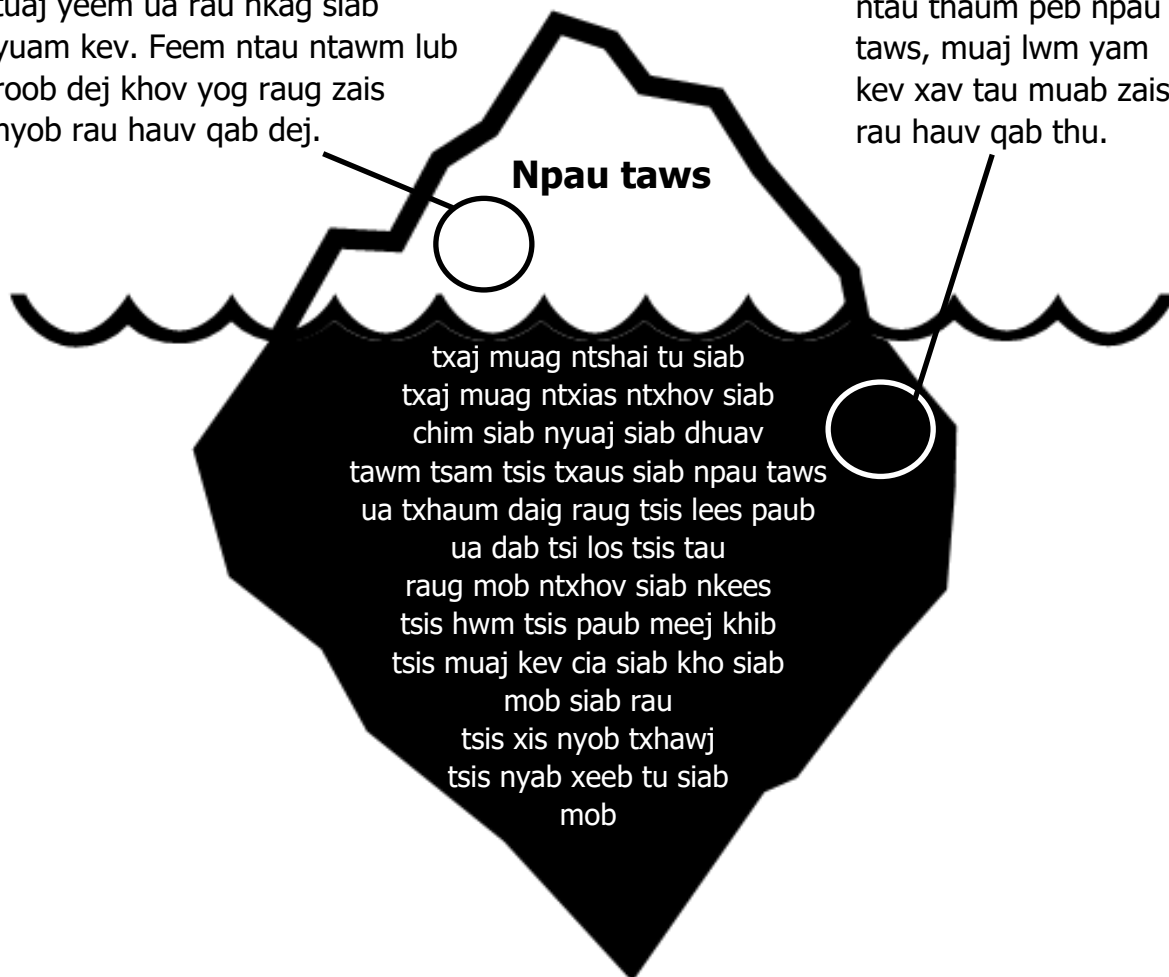 tuaj yeem ua rau nkag siab
yuam kev. Feem ntau ntawm lub
roob dej khov yog raug zais
nyob rau hauv qab dej.
ntau thaum peb npau
taws, muaj lwm yam
kev xav tau muab zais
rau hauv qab thu.
Npau taws
txaj muag ntshai tu siab
txaj muag ntxias ntxhov siab
chim siab nyuaj siab dhuav
tawm tsam tsis txaus siab npau taws
ua txhaum daig raug tsis lees paub
ua dab tsi los tsis tau
raug mob ntxhov siab nkees
tsis hwm tsis paub meej khib
tsis muaj kev cia siab kho siab
mob siab rau
tsis xis nyob txhawj
tsis nyab xeeb tu siab
mob